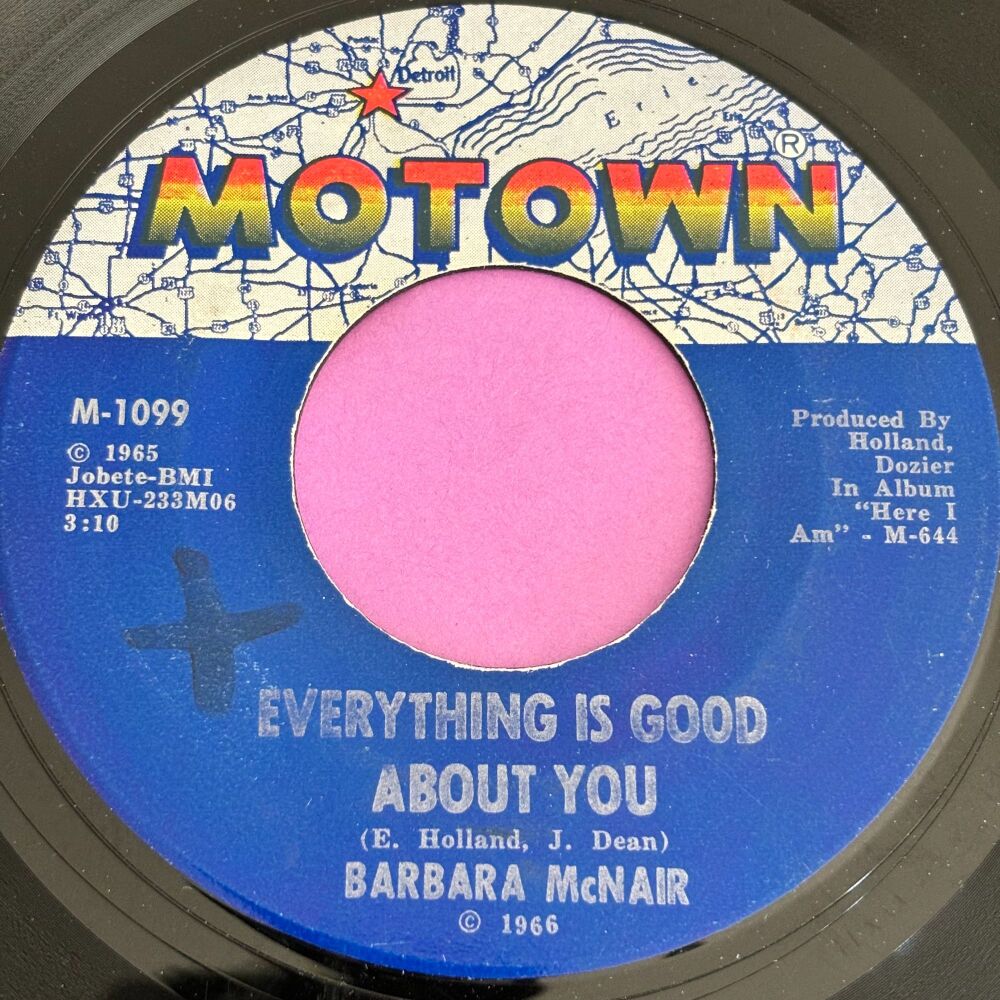 Detroit
Erie
Erie
MOTOWN®
M-1099
© 1965
Jobete-BMI
HXU-233M06
3:10
Produced By
Holland,
Dozier
In Album
"Here I
Am" - M-644
EVERYTHING IS GOOD
ABOUT YOU
(E. Holland, J. Dean)
BARBARA McNAIR
© 1966